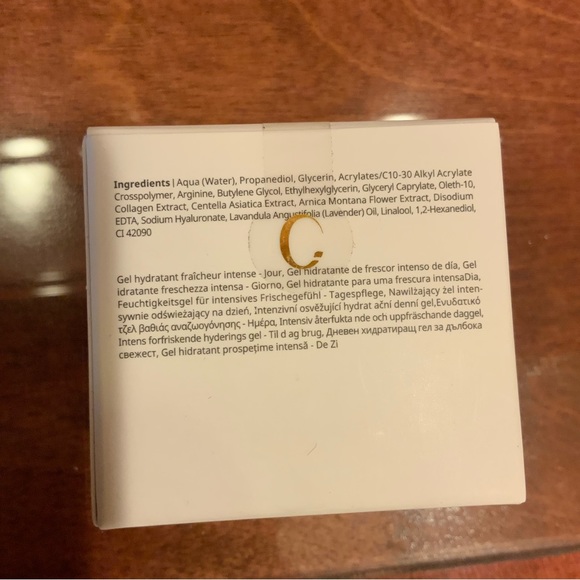 Ingredients | Aqua (Water), Propanediol, Glycerin, Acrylates/C10-30 Alkyl Acrylate
Crosspolymer, Arginine, Butylene Glycol, Ethylhexylglycerin, Glyceryl Caprylate, Oleth-10,
Collagen Extract, Centella Asiatica Extract, Arnica Montana Flower Extract, Disodium
EDTA, Sodium Hyaluronate, Lavandula Angustifolia (Lavender) Oil, Linalool, 1,2-Hexanediol,
CI 42090
C
Gel hydratant fraîcheur intense - Jour, Gel hidratante de frescor intenso de día, Gel
idratante freschezza intensa - Giorno, Gel hidratante para uma frescura intensaDia,
Feuchtigkeitsgel für intensives Frischegefühl - Tagespflege, Nawilżający żel inten-
sywnie odświeżający na dzień, Intenzivní osvěžující hydrat ační denní gel,Ευυδατικό
τζελ βαθιάς αναζωογόνησης - Ημέρα, Intensiv återfukta nde och uppfräschande daggel,
Intens forfriskende hyderings gel - Til d ag brug, Дневен хидратиращ гел за дълбока
свежест, Gel hidratant prospețime intensă - De Zi